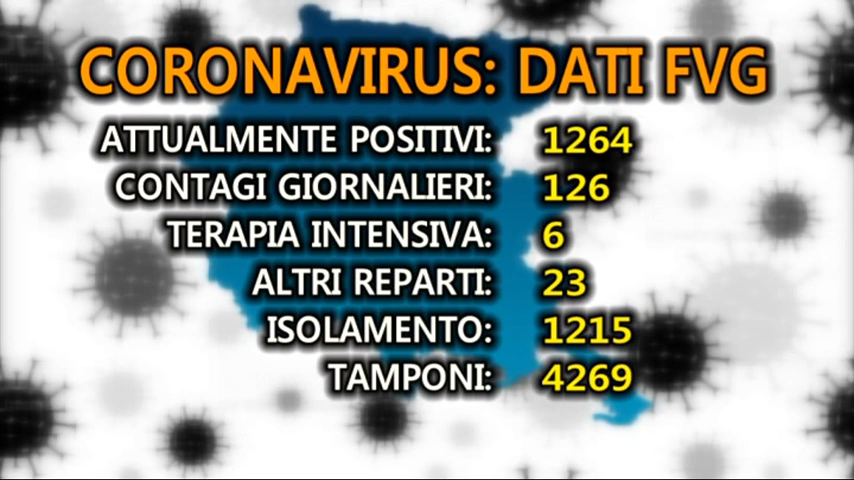 CORONAVIRUS: DATI FVG
ATTUALMENTE POSITIVI: 1264
CONTAGI GIORNALIERI: 126
TERAPIA INTENSIVA: 6
ALTRI REPARTI: 23
ISOLAMENTO: 1215
TAMPONI: 4269